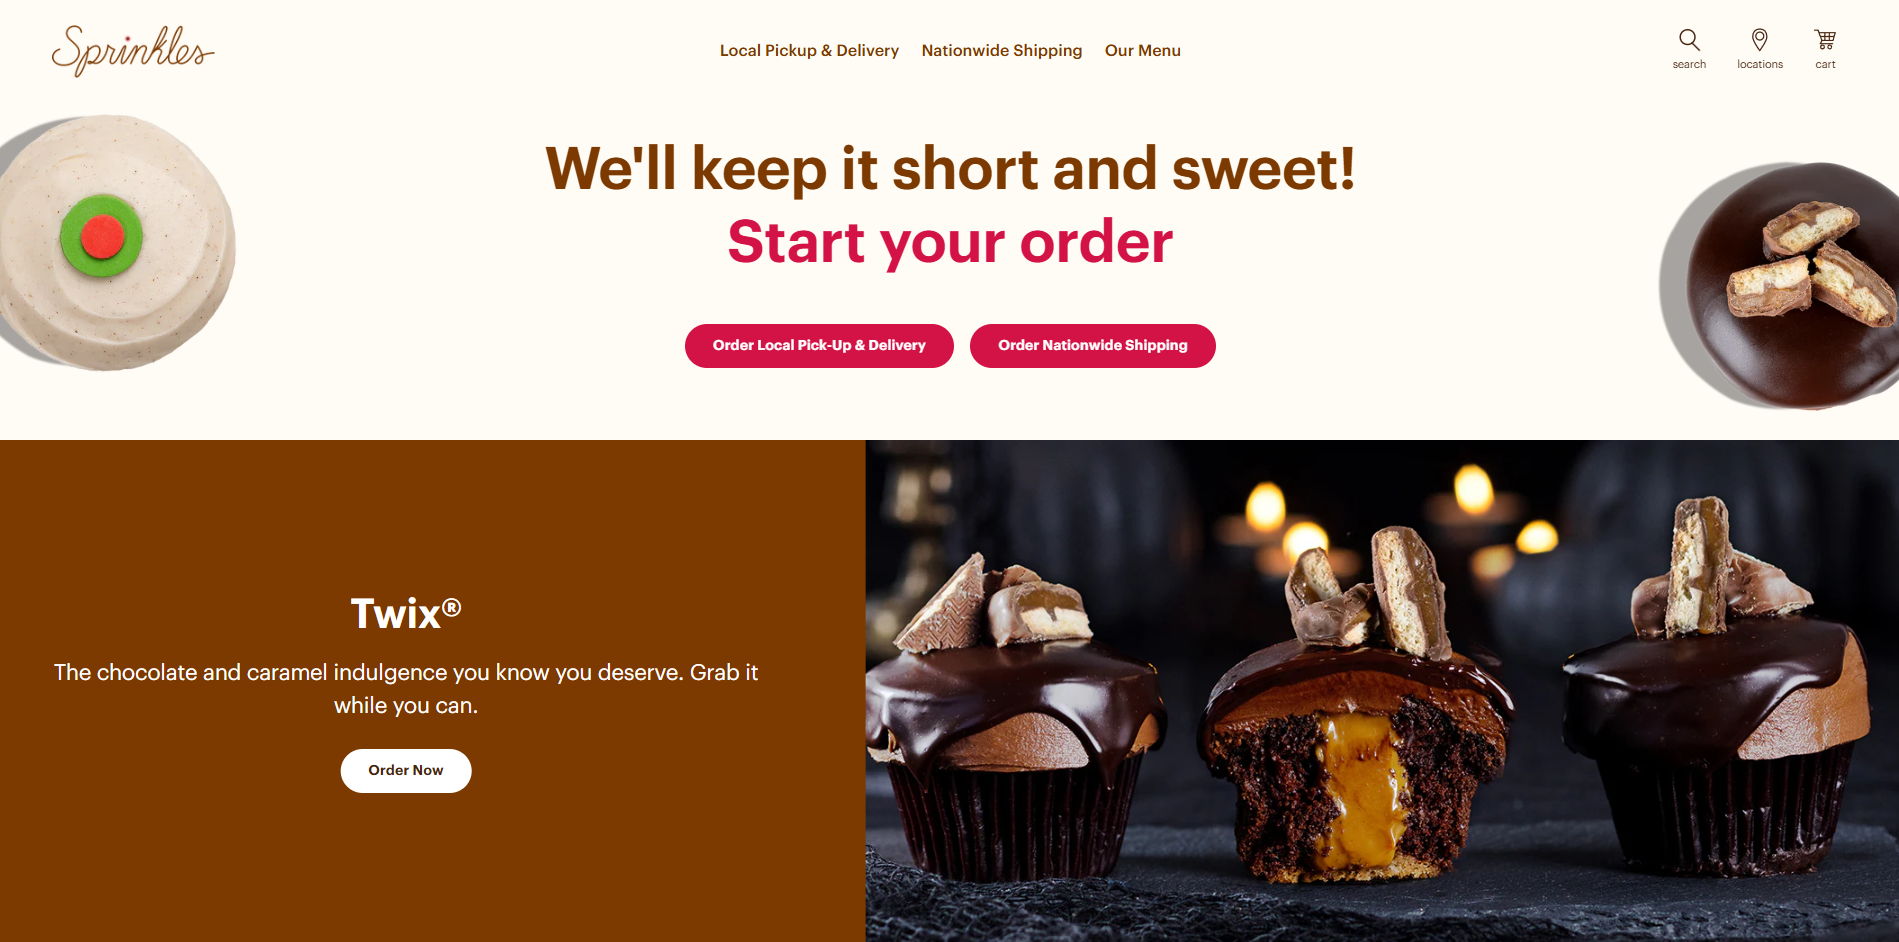 Sprinkles
Local Pickup & Delivery
Nationwide Shipping
Our Menu
search
locations
cart
We'll keep it short and sweet!
Start your order
Order Local Pick-Up & Delivery
Order Nationwide Shipping
Twix®
The chocolate and caramel indulgence you know you deserve. Grab it
while you can.
Order Now